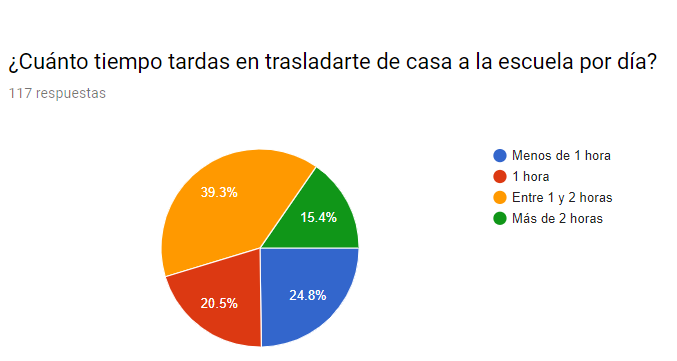 ¿Cuánto tiempo tardas en trasladarte de casa a la escuela por día?
117 respuestas
Menos de 1 hora
1 hora
Entre 1 y 2 horas
Más de 2 horas
39.3%
15.4%
20.5%
24.8%